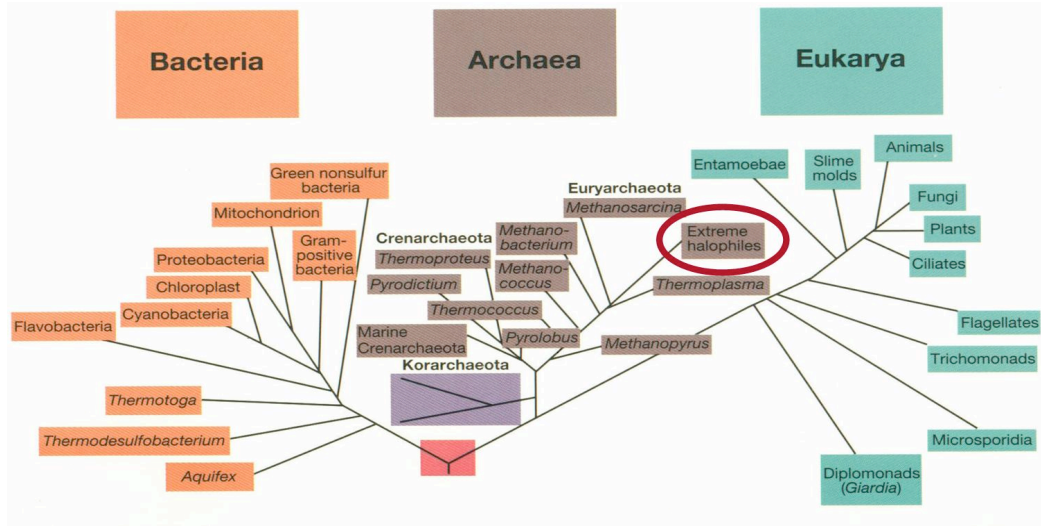 Bacteria
Archaea
Eukarya
Green nonsulfur
bacteria
Mitochondrion
Gram-
positive
bacteria
Proteobacteria
Chloroplast
Cyanobacteria
Flavobacteria
Thermotoga
Thermodesulfobacterium
Aquifex
Crenarchaeota
Thermoproteus
Pyrodictium
Thermococcus
Marine
Crenarchaeota
Pyrolobus
Korarchaeota
Euryarchaeota
Methanosarcina
Methano-
bacterium
Methano-
coccus
Extreme
halophiles
Thermoplasma
Methanopyrus
Entamoebae
Slime
molds
Animals
Fungi
Plants
Ciliates
Flagellates
Trichomonads
Microsporidia
Diplomonads
(Giardia)